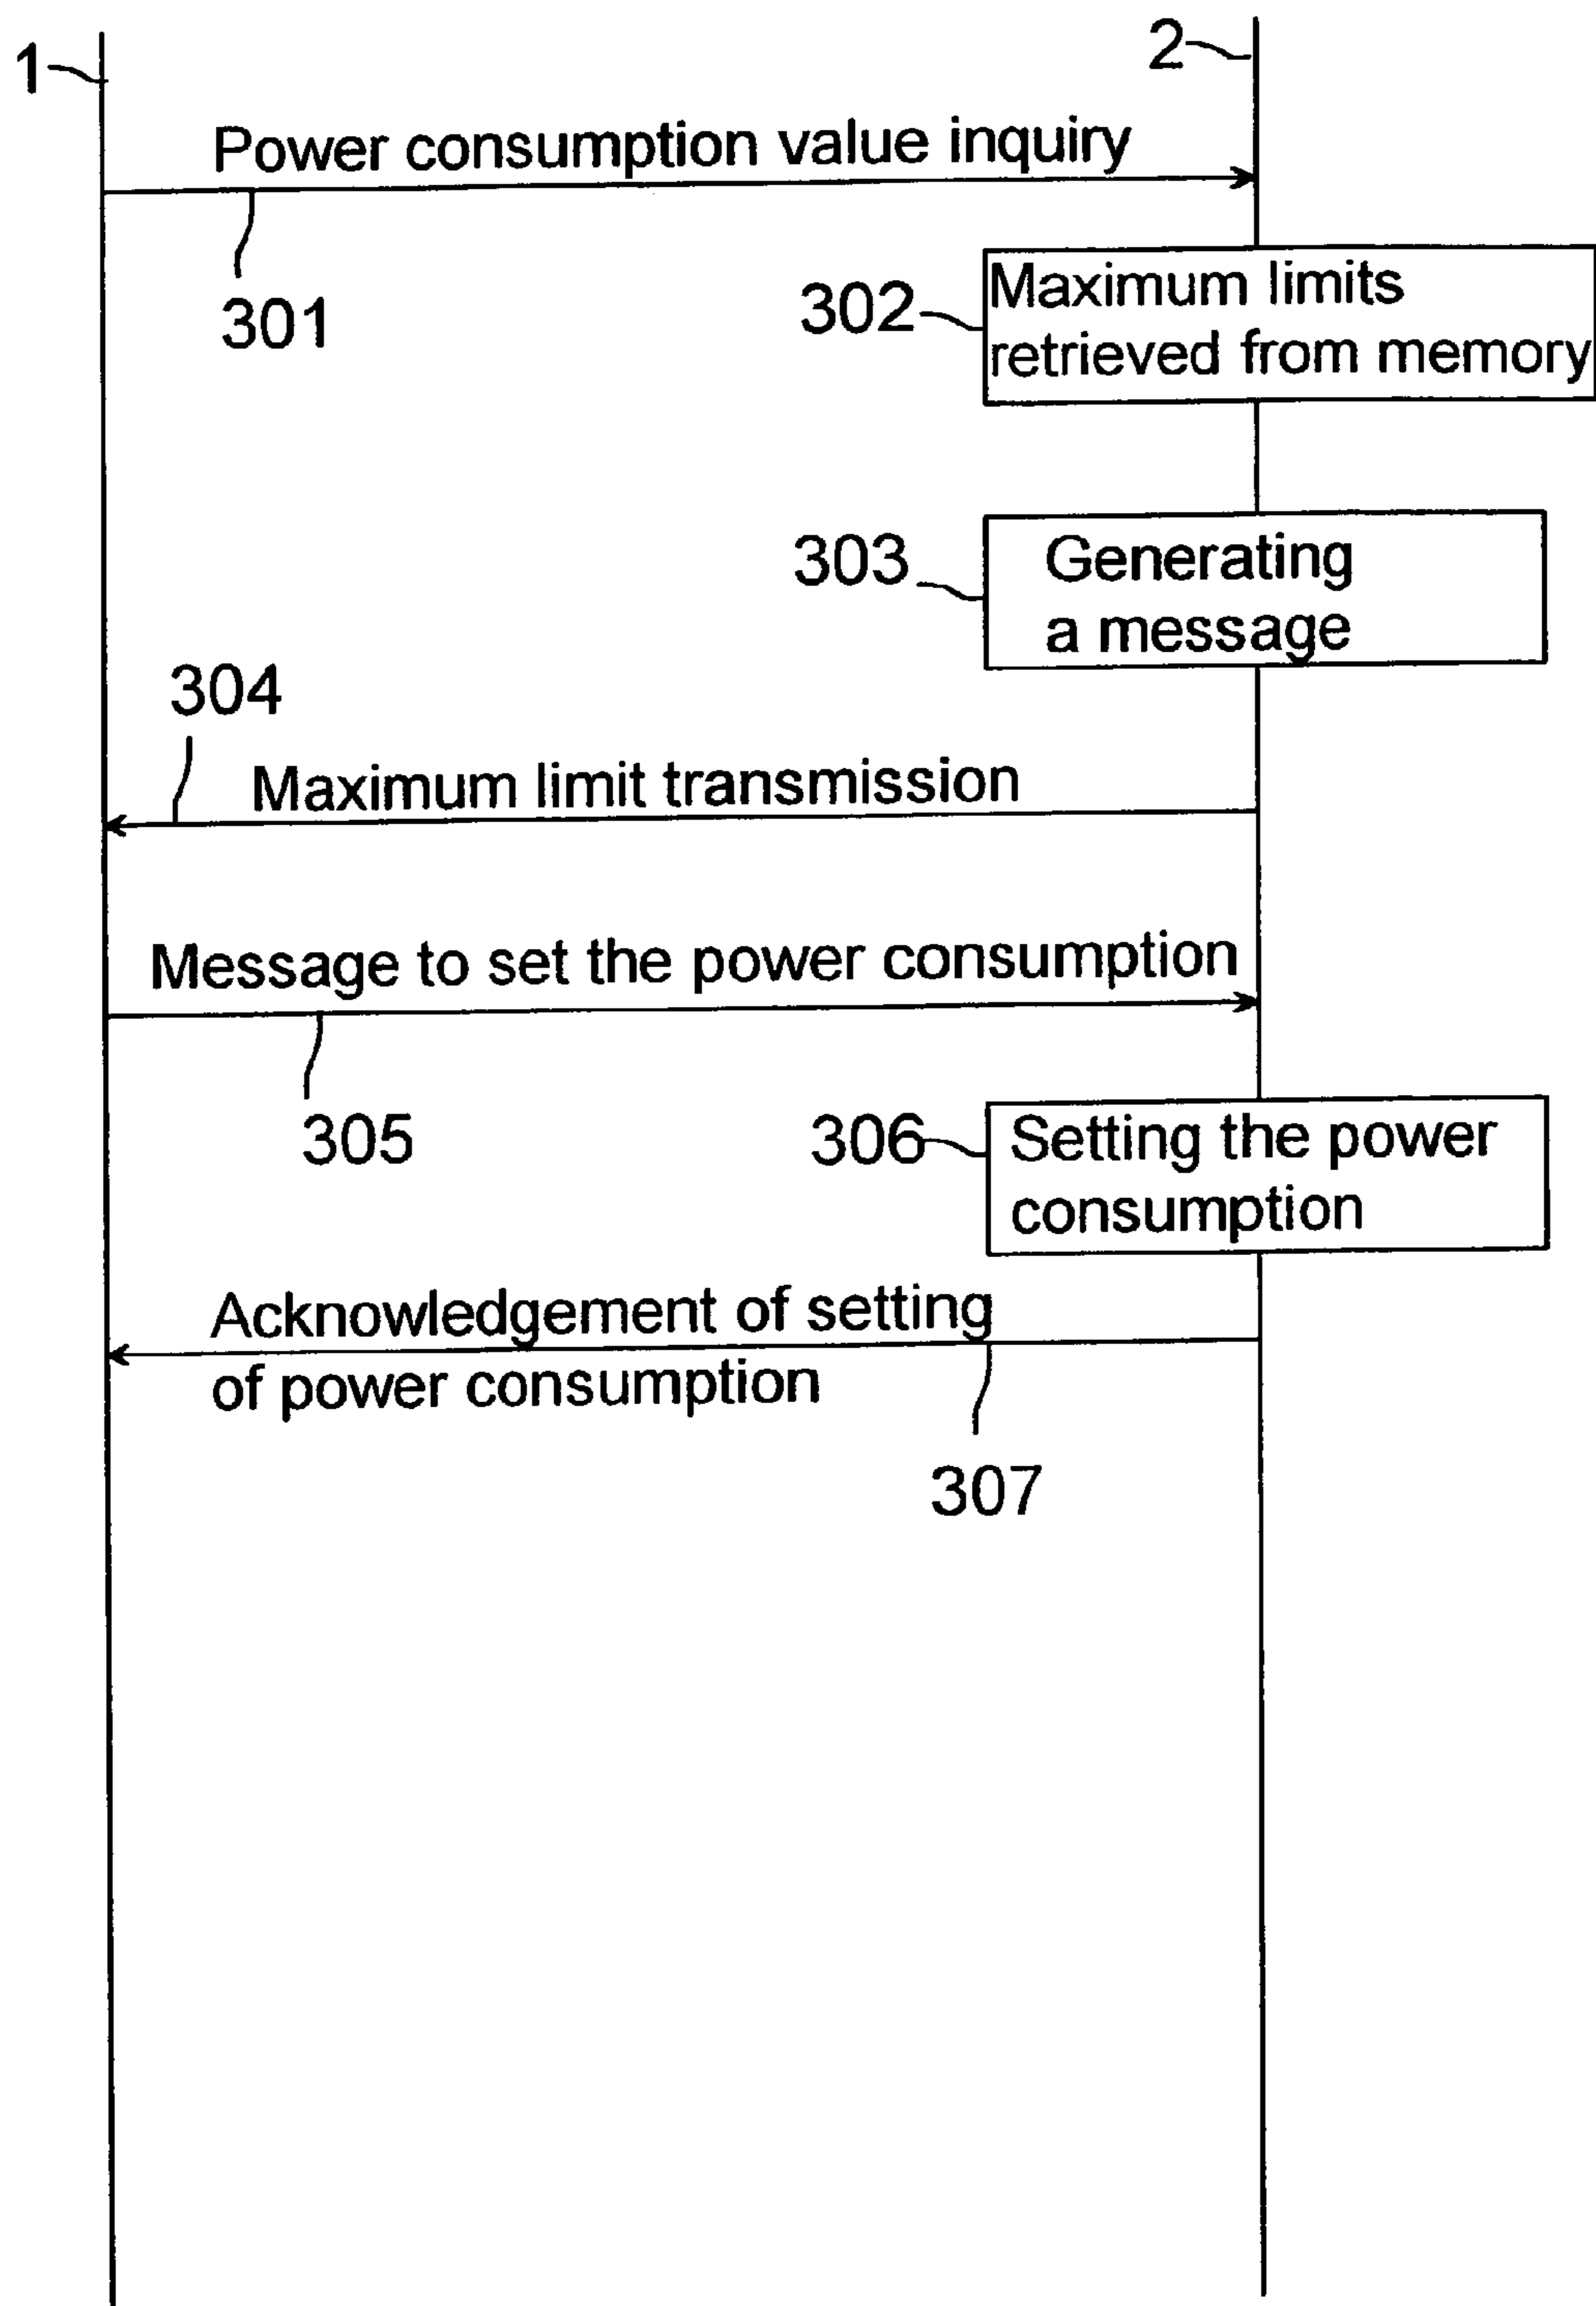 1
2
Power consumption value inquiry
301
302
Maximum limits
retrieved from memory
303
Generating
a message
304
Maximum limit transmission
Message to set the power consumption
305
306
Setting the power
consumption
Acknowledgement of setting
of power consumption
307